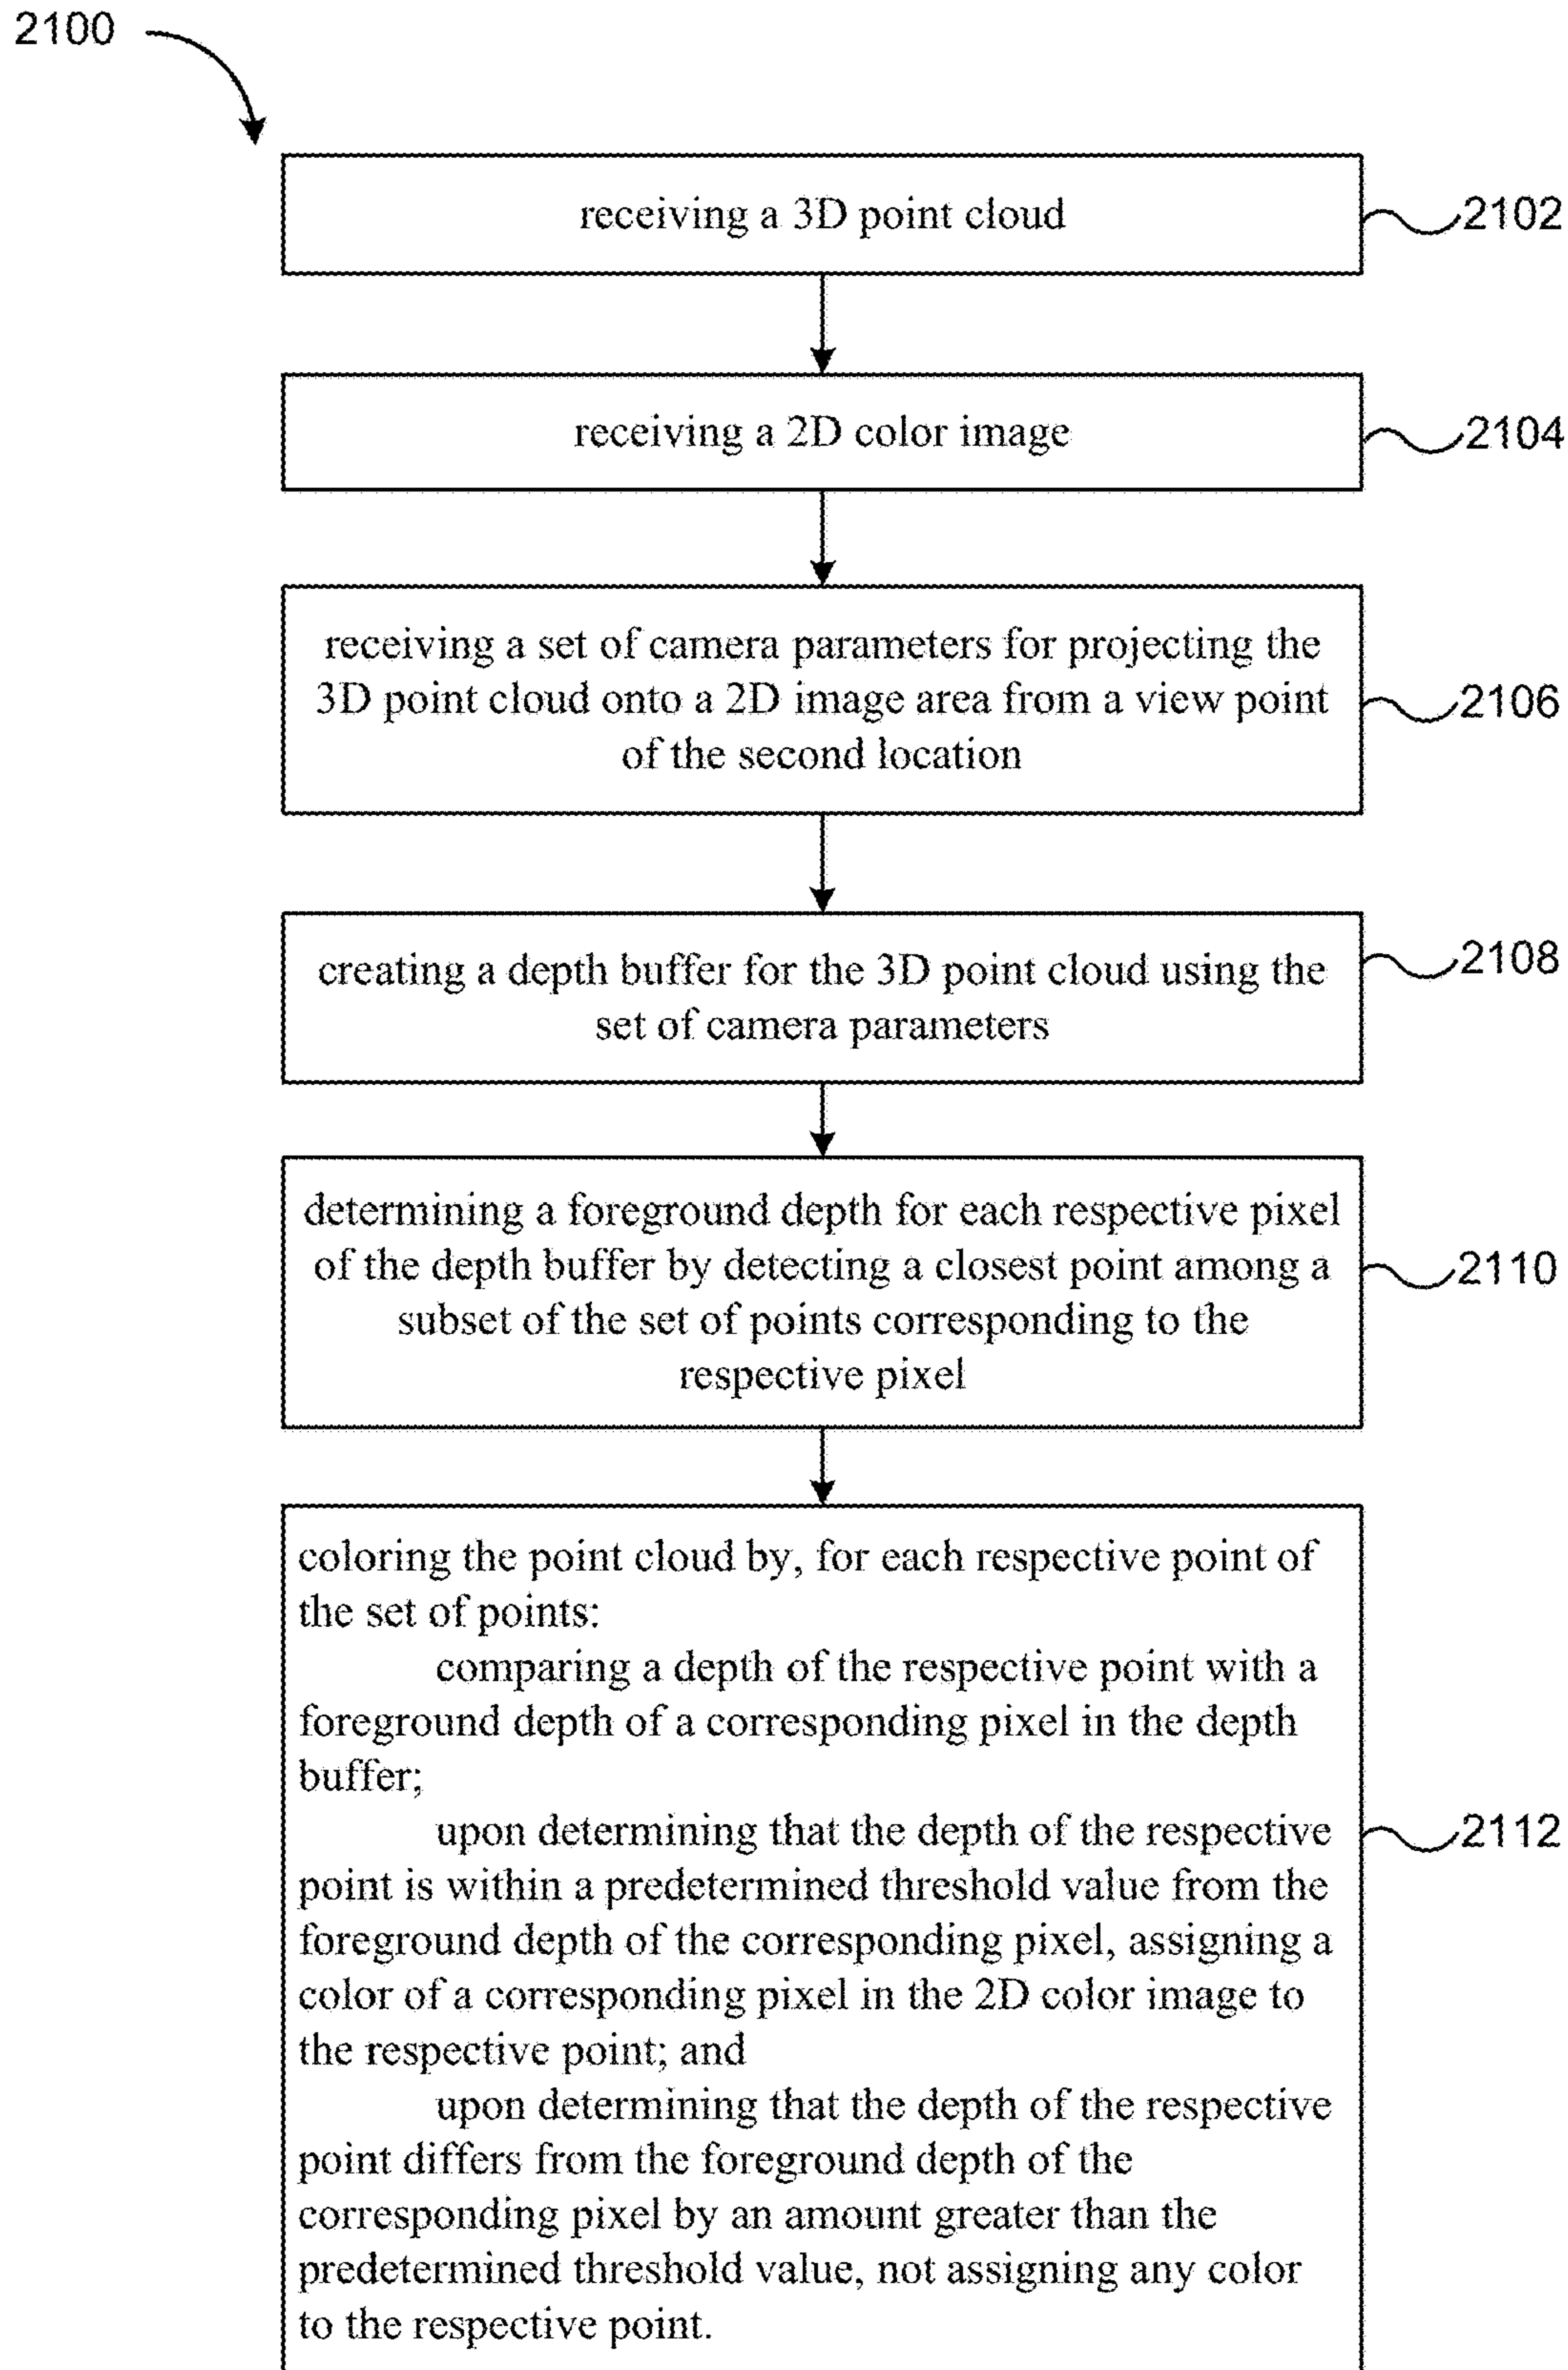 2100
receiving a 3D point cloud
2102
receiving a 2D color image
2104
receiving a set of camera parameters for projecting the
3D point cloud onto a 2D image area from a view point
of the second location
2106
creating a depth buffer for the 3D point cloud using the
set of camera parameters
2108
determining a foreground depth for each respective pixel
of the depth buffer by detecting a closest point among a
subset of the set of points corresponding to the
respective pixel
2110
coloring the point cloud by, for each respective point of
the set of points:
comparing a depth of the respective point with a
foreground depth of a corresponding pixel in the depth
buffer;
upon determining that the depth of the respective
point is within a predetermined threshold value from the
foreground depth of the corresponding pixel, assigning a
color of a corresponding pixel in the 2D color image to
the respective point; and
upon determining that the depth of the respective
point differs from the foreground depth of the
corresponding pixel by an amount greater than the
predetermined threshold value, not assigning any color
to the respective point.
2112